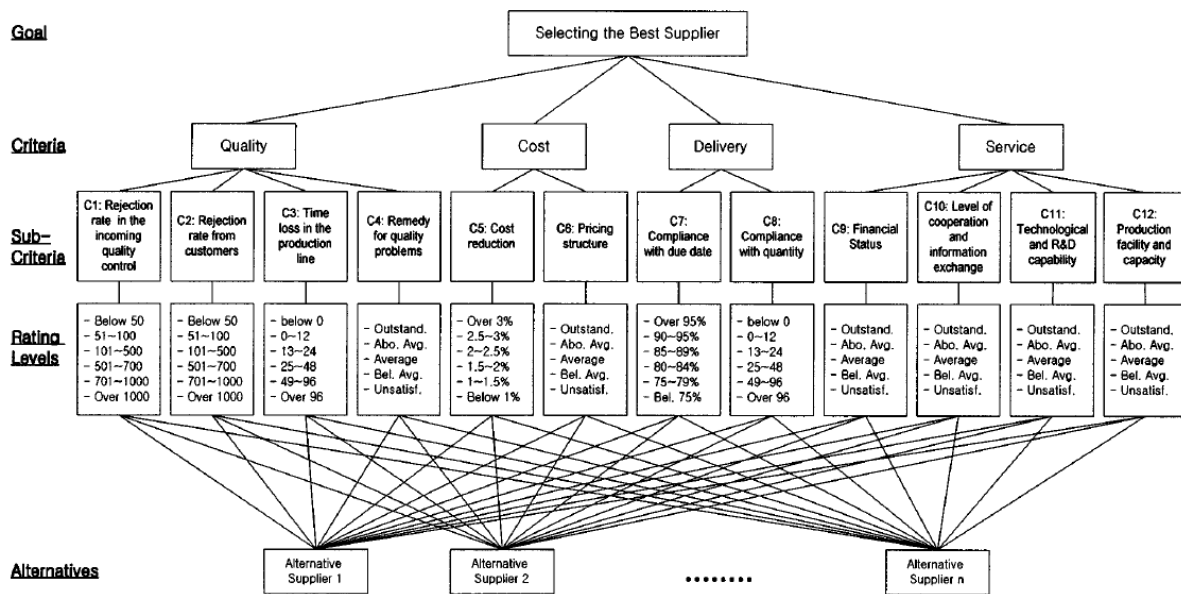 Goal
Selecting the Best Supplier
Criteria
Quality
Cost
Delivery
Service
Sub-
Criteria
C1: Rejection
rate in the
incoming
quality
control
C2: Rejection
rate from
customers
C3: Time
loss in the
production
line
C4: Remedy
for quality
problems
C5: Cost
reduction
C6: Pricing
structure
C7:
Compliance
with due date
C8:
Compliance
with quantity
C9: Financial
Status
C10: Level of
cooperation
and
information
exchange
C11:
Technological
and R&D
capability
C12:
Production
facility and
capacity
Rating
Levels
- Below 50
- 51~100
- 101~500
- 501~700
- 701~1000
- Over 1000
- Below 50
- 51~100
- 101~500
- 501~700
- 701~1000
- Over 1000
- below 0
- 0~12
- 13~24
- 25~48
- 49~96
- Over 96
- Outstand.
- Abo. Avg.
- Average
- Bel. Avg.
- Unsatisf.
- Over 3%
- 2.5~3%
- 2~2.5%
- 1.5~2%
- 1~1.5%
- Below 1%
- Outstand.
- Abo. Avg.
- Average
- Bel. Avg.
- Unsatisf.
- Over 95%
- 90~95%
- 85~89%
- 80~84%
- 75~79%
- Bel. 75%
- below 0
- 0~12
- 13~24
- 25~48
- 49~96
- Over 96
- Outstand.
- Abo. Avg.
- Average
- Bel. Avg.
- Unsatisf.
- Outstand.
- Abo. Avg.
- Average
- Bel. Avg.
- Unsatisf.
- Outstand.
- Abo. Avg.
- Average
- Bel. Avg.
- Unsatisf.
- Outstand.
- Abo. Avg.
- Average
- Bel. Avg.
- Unsatisf.
Alternatives
Alternative
Supplier 1
Alternative
Supplier 2
........
Alternative
Supplier n